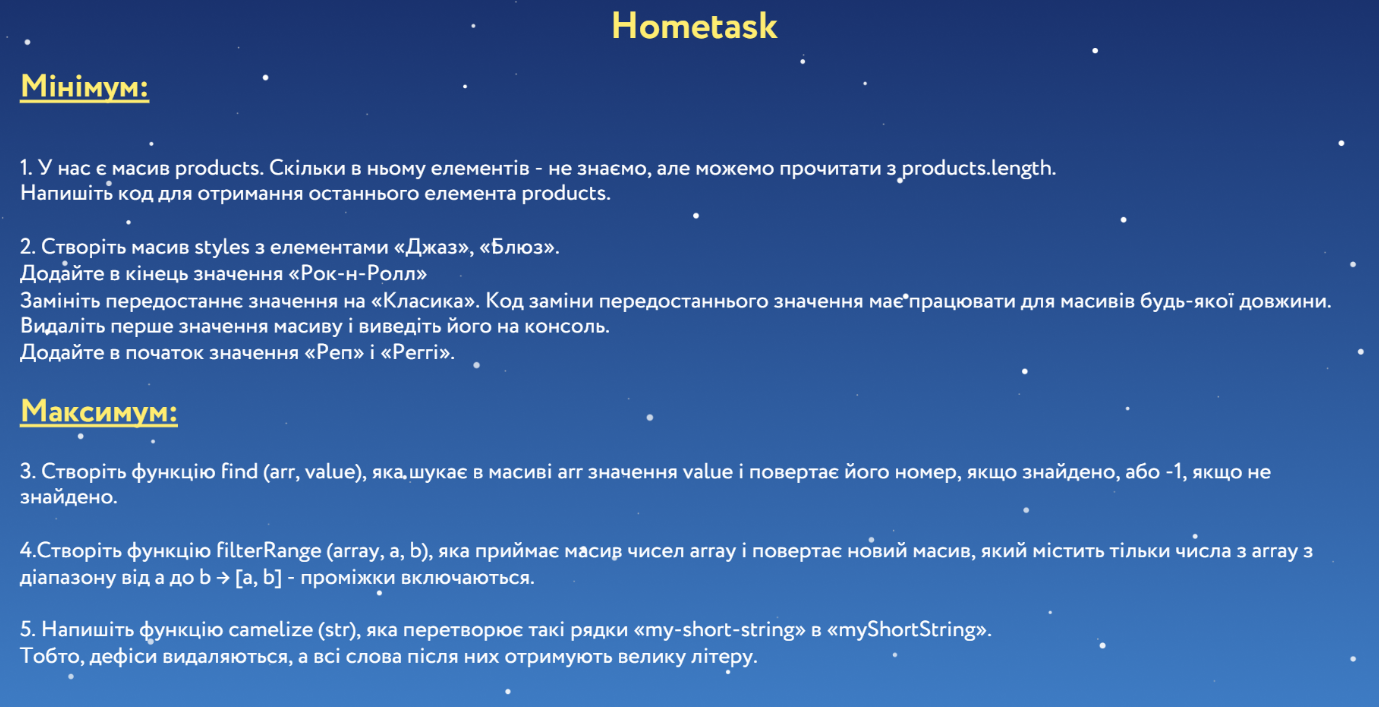 Hometask
Мінімум:
1. У нас є масив products. Скільки в ньому елементів - не знаємо, але можемо прочитати з products.length.
Напишіть код для отримання останнього елемента products.
2. Створіть масив styles з елементами «Джаз», «Блюз».
Додайте в кінець значення «Рок-н-Ролл»
Замініть передостаннє значення на «Класика». Код заміни передостаннього значення має працювати для масивів будь-якої довжини.
Видаліть перше значення масиву і виведіть його на консоль.
Додайте в початок значення «Реп» і «Реггі».
Максимум:
3. Створіть функцію find (arr, value), яка шукає в масиві arr значення value і повертає його номер, якщо знайдено, або -1, якщо не
знайдено.
4.Створіть функцію filterRange (array, a, b), яка приймає масив чисел array і повертає новий масив, який містить тільки числа з array з
діапазону від a до b → [a, b] - проміжки включаються.
5. Напишіть функцію camelize (str), яка перетворює такі рядки «my-short-string» в «myShortString».
Тобто, дефіси видаляються, а всі слова після них отримують велику літеру.